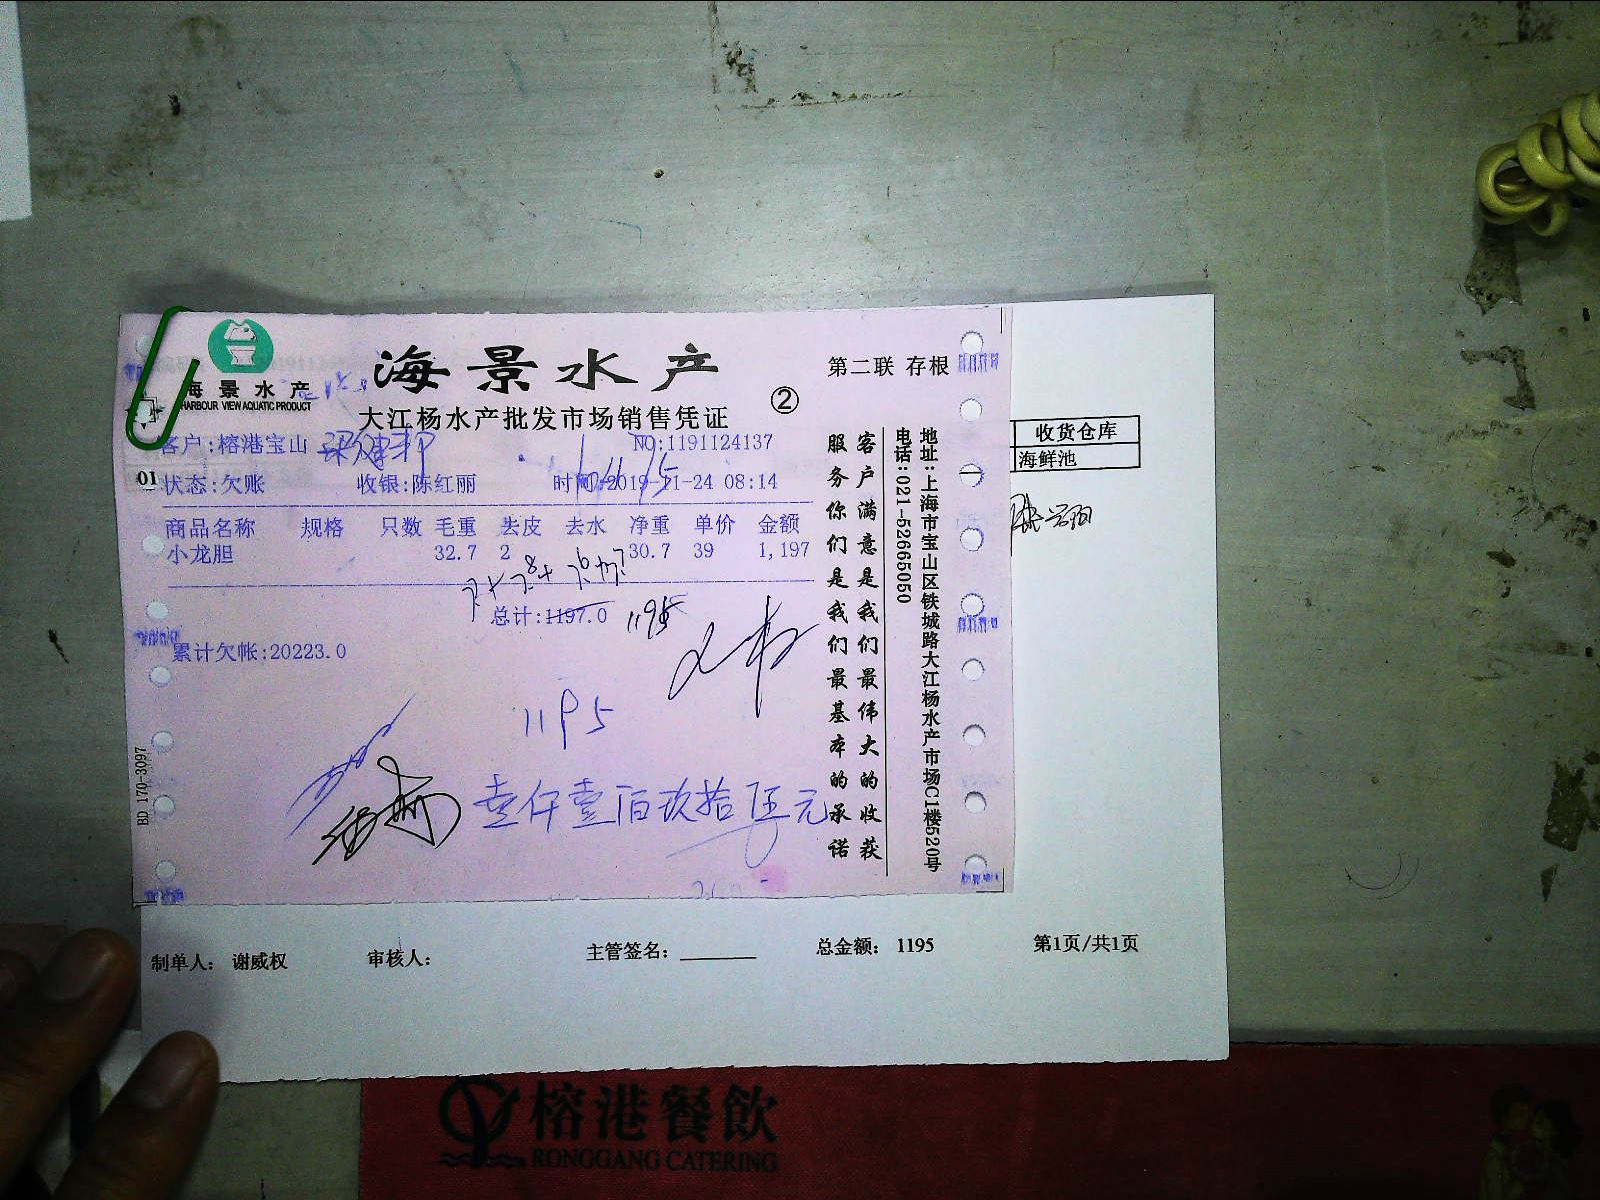 海景水产
HARBOUR VIEW AQUATIC PRODUCT
海景水产
大江杨水产批发市场销售凭证
②
第二联 存根
客户:榕港宝山
NO:1191124137
01
状态:欠账 收银:陈红丽 时间:2019-11-24 08:14
商品名称 规格 只数 毛重 去皮 去水 净重 单价 金额
小龙胆 32.7 2 30.7 39 1,197
总计:1197.0 1195
累计欠帐:20223.0
1195
壹仟壹佰玖拾伍元
BD 170-3097
客户满意是我们最伟大的收获
服务你们是我们最基本的承诺
地址:上海市宝山区铁城路大江杨水产市场C1楼520号
电话:021-52665050
收货仓库
海鲜池
制单人: 谢威权 审核人: 主管签名: 总金额: 1195 第1页/共1页
榕港餐飲
RONGGANG CATERING